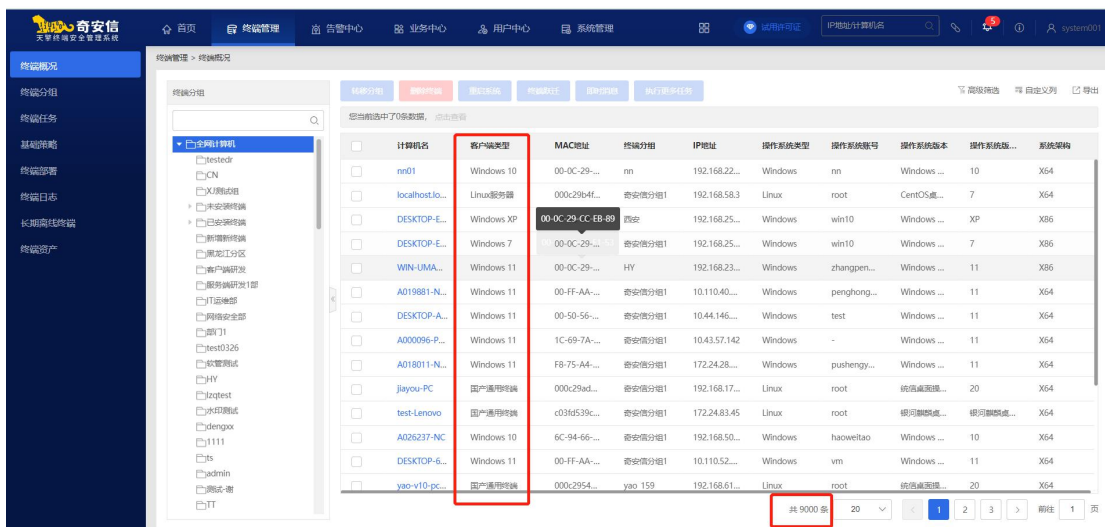 奇安信
天擎终端安全管理系统
首页 终端管理 告警中心 业务中心 用户中心 系统管理 试用许可证 IP地址/计算机名 5 system001
终端概况
终端分组
终端任务
基础策略
终端部署
终端日志
长期离线终端
终端资产
终端管理 > 终端概况
终端分组
全网计算机
testedr
CN
XJ测试组
未安装终端
已安装终端
新增新终端
黑龙江分区
客户端研发
服务端研发1部
IT运维部
网络安全部
部门1
test0326
软管测试
HY
lzqtest
水印测试
dengxx
1111
ts
admin
测试-谢
TT
转移分组 删除终端 重启系统 终端取证 即时消息 执行更多任务 高级筛选 自定义列 导出
您当前选中了0条数据, 点击查看
计算机名 客户端类型 MAC地址 终端分组 IP地址 操作系统类型 操作系统账号 操作系统版本 操作系统版... 系统架构
nn01 Windows 10 00-0C-29-... nn 192.168.22... Windows nn Windows ... 10 X64
localhost.lo... Linux服务器 000c29b4f... 奇安信分组1 192.168.58.3 Linux root CentOS桌... 7 X64
DESKTOP-E... Windows XP 00-0C-29-CC-EB-89 西安 192.168.25... Windows win10 Windows ... XP X86
DESKTOP-E... Windows 7 00-0C-29-... 奇安信分组1 192.168.25... Windows win10 Windows ... 7 X86
WIN-UMA... Windows 11 00-0C-29-... HY 192.168.23... Windows zhangpen... Windows ... 11 X86
A019881-N... Windows 11 00-FF-AA-... 奇安信分组1 10.110.40.... Windows penghong... Windows ... 11 X64
DESKTOP-A... Windows 11 00-50-56-... 奇安信分组1 10.44.146.... Windows test Windows ... 11 X64
A000096-P... Windows 11 1C-69-7A-... 奇安信分组1 10.43.57.142 Windows - Windows ... 11 X64
A018011-N... Windows 11 F8-75-A4-... 奇安信分组1 172.24.28.... Windows pushengy... Windows ... 11 X64
jiayou-PC 国产通用终端 000c29ad... 奇安信分组1 192.168.17... Linux root 统信桌面操... 20 X64
test-Lenovo 国产通用终端 c03fd539c... 奇安信分组1 172.24.83.45 Linux root 银河麒麟桌... 银河麒麟桌... X64
A026237-NC Windows 10 6C-94-66-... 奇安信分组1 192.168.50... Windows haoweitao Windows ... 10 X64
DESKTOP-6... Windows 11 00-FF-AA-... 奇安信分组1 10.110.52.... Windows vm Windows ... 11 X64
yao-v10-pc... 国产通用终端 000c2954... yao 159 192.168.61... Linux root 统信桌面操... 20 X64
共 9000 条 20 1 2 3 前往 1 页